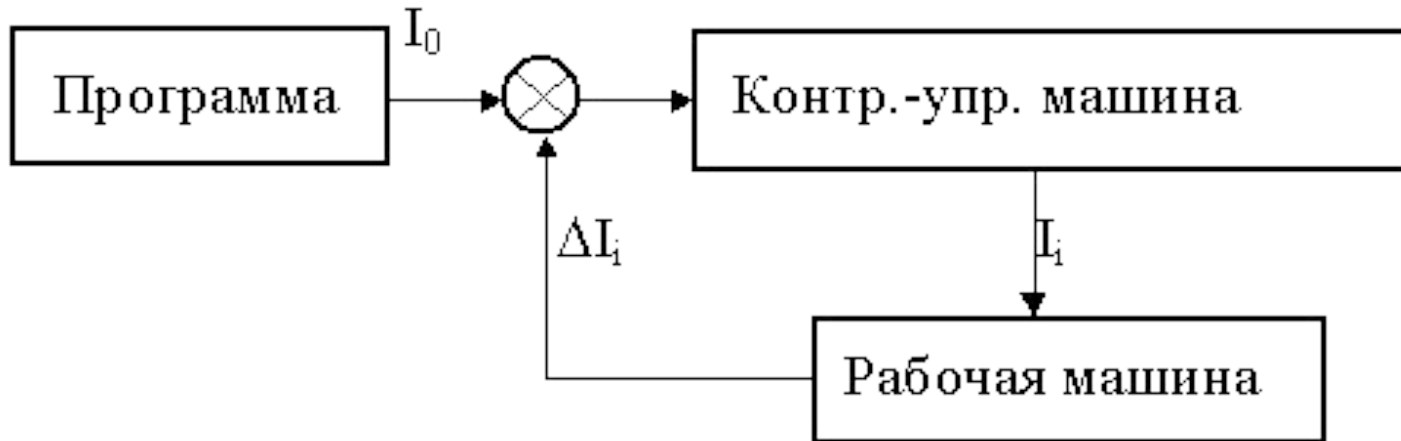 I₀
Программа
Контр.-упр. машина
ΔIᵢ
Iᵢ
Рабочая машина